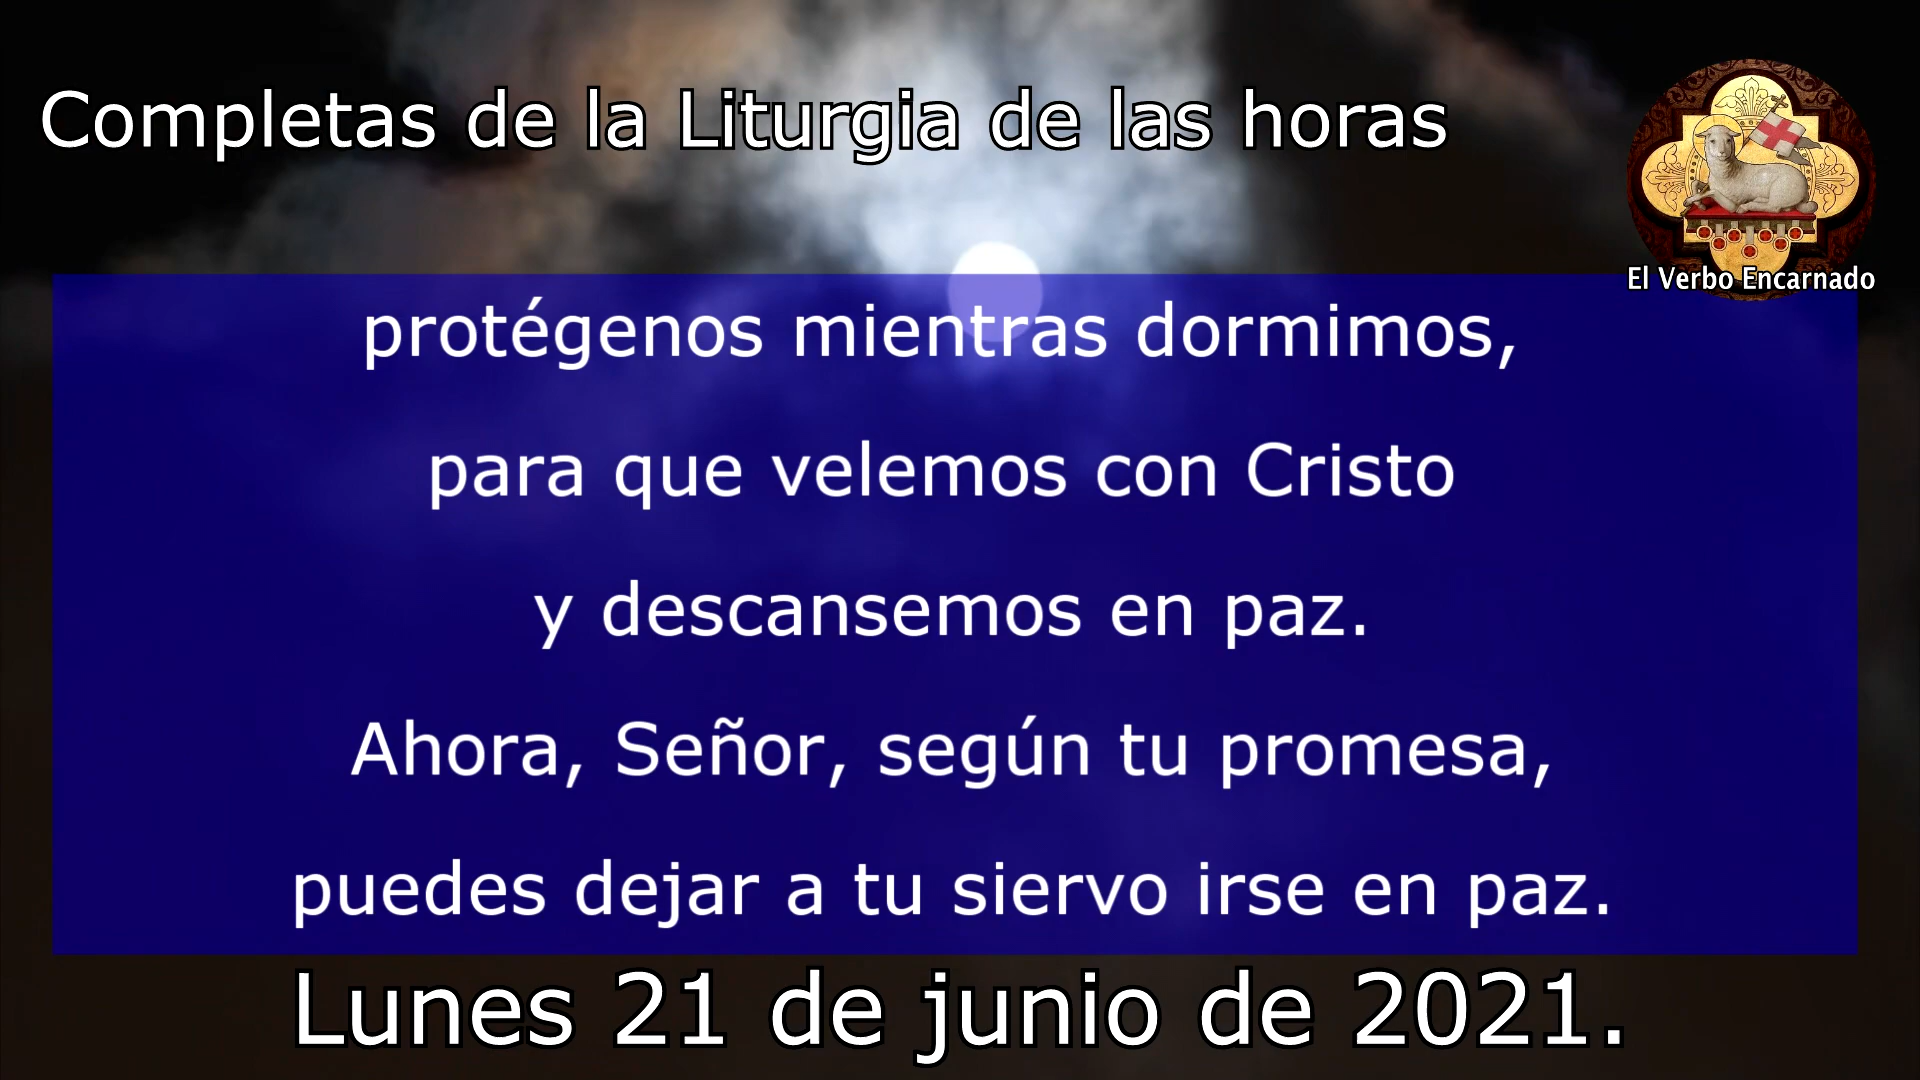 Completas de la Liturgia de las horas
El Verbo Encarnado
protégenos mientras dormimos,
para que velemos con Cristo
y descansemos en paz.
Ahora, Señor, según tu promesa,
puedes dejar a tu siervo irse en paz.
Lunes 21 de junio de 2021.